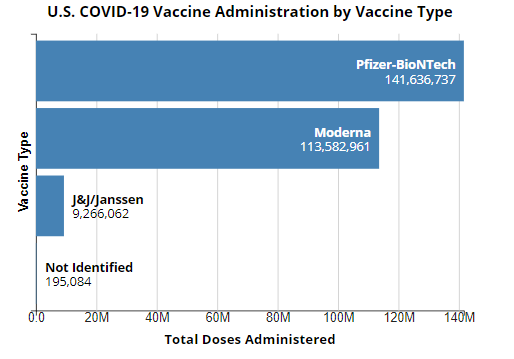 U.S. COVID-19 Vaccine Administration by Vaccine Type
Vaccine Type
Pfizer-BioNTech
141,636,737
Moderna
113,582,961
J&J/Janssen
9,266,062
Not Identified
195,084
0.0 20M 40M 60M 80M 100M 120M 140M
Total Doses Administered